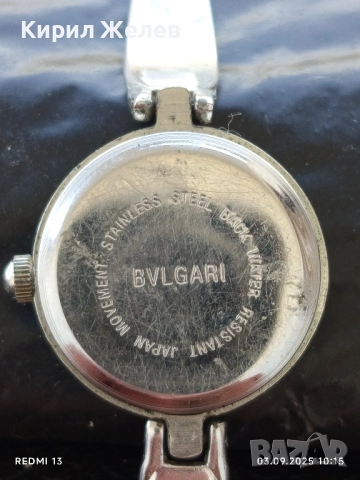 Кирил Желев
STAINLESS STEEL BACK WATER RESISTANT JAPAN MOVEMENT
BVLGARI
REDMI 13
03.09.2025 10:15
BAZAR